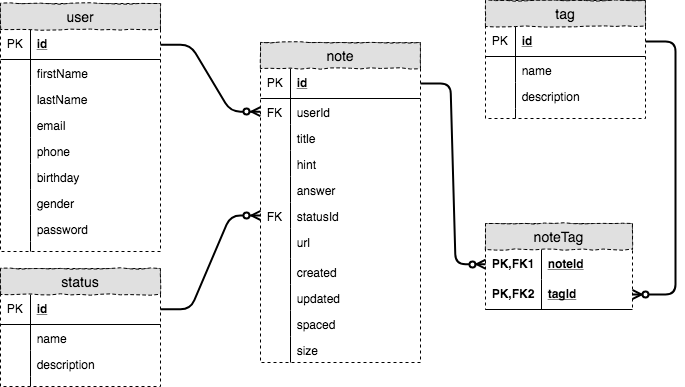 user
PK id
firstName
lastName
email
phone
birthday
gender
password
status
PK id
name
description
note
PK id
FK userId
title
hint
answer
FK statusId
url
created
updated
spaced
size
tag
PK id
name
description
noteTag
PK,FK1 noteId
PK,FK2 tagId